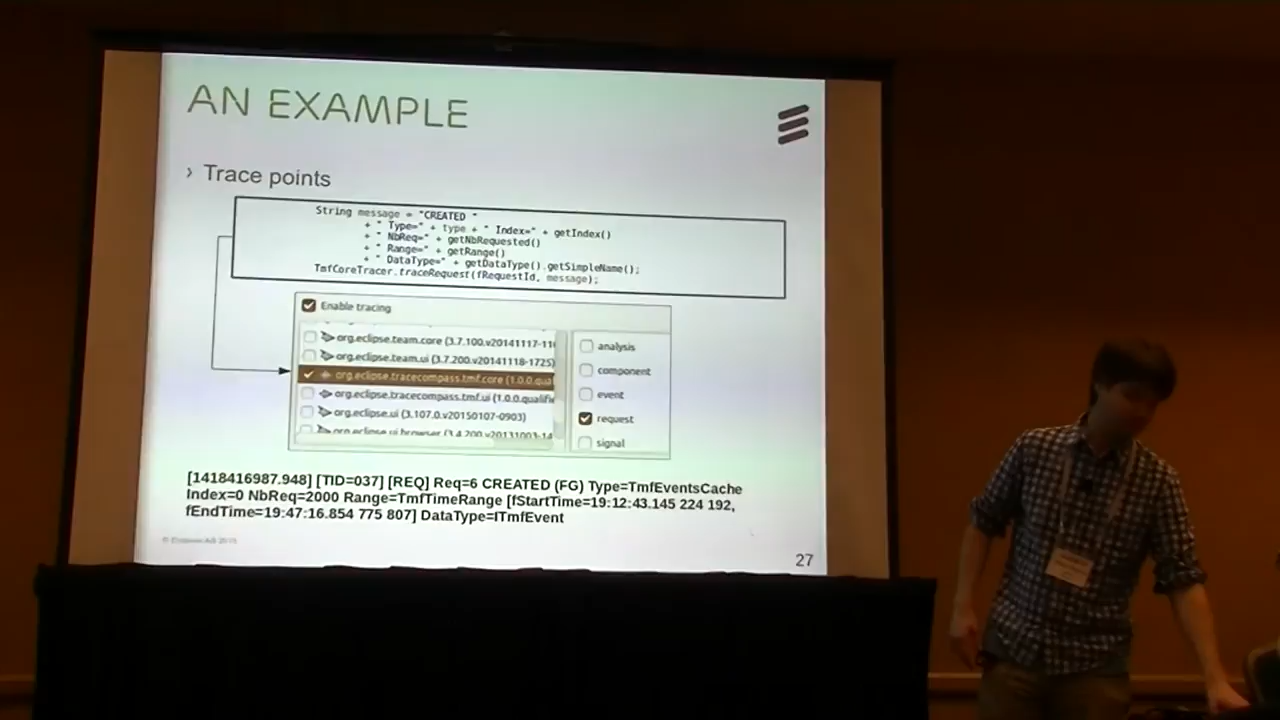 AN EXAMPLE
› Trace points
String message = "CREATED "
+ " Type=" + type + " Index=" + getIndex()
+ " NbReq=" + getNbRequested()
+ " Range=" + getRange()
+ " DataType=" + getDataType().getSimpleName();
TmfCoreTracer.traceRequest(fRequestId, message);
Enable tracing
org.eclipse.team.core (3.7.100.v20141117-11
org.eclipse.team.ui (3.7.200.v20141118-1725)
org.eclipse.tracecompass.tmf.core (1.0.0.qua
org.eclipse.tracecompass.tmf.ui (1.0.0.qualifie
org.eclipse.ui (3.107.0.v20150107-0903)
org.eclipse.ui.browser (3.4.200.v20131003-14
analysis
component
event
request
signal
[1418416987.948] [TID=037] [REQ] Req=6 CREATED (FG) Type=TmfEventsCache
Index=0 NbReq=2000 Range=TmfTimeRange [fStartTime=19:12:43.145 224 192,
fEndTime=19:47:16.854 775 807] DataType=ITmfEvent
27